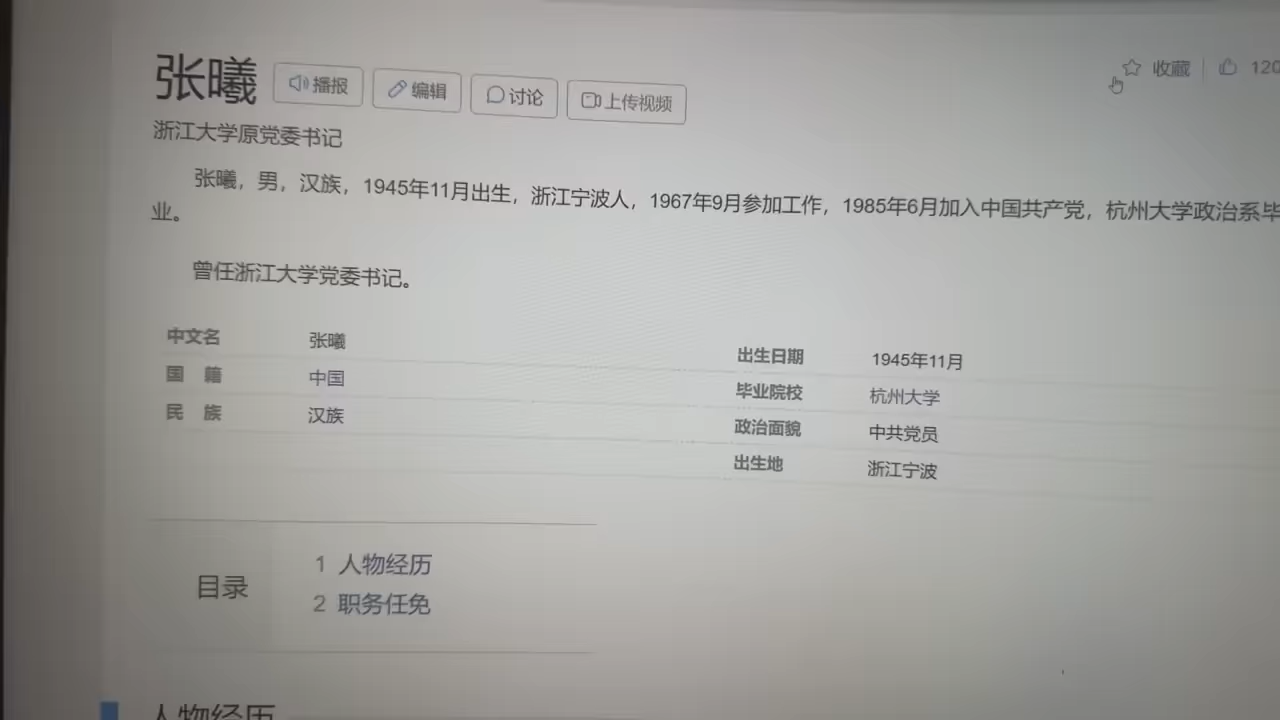 张曦 播报 编辑 讨论 上传视频 收藏 120
浙江大学原党委书记
张曦，男，汉族，1945年11月出生，浙江宁波人，1967年9月参加工作，1985年6月加入中国共产党，杭州大学政治系毕
业。
曾任浙江大学党委书记。
中文名 张曦
国 籍 中国
民 族 汉族
出生日期 1945年11月
毕业院校 杭州大学
政治面貌 中共党员
出生地 浙江宁波
目录
1 人物经历
2 职务任免
人物经历